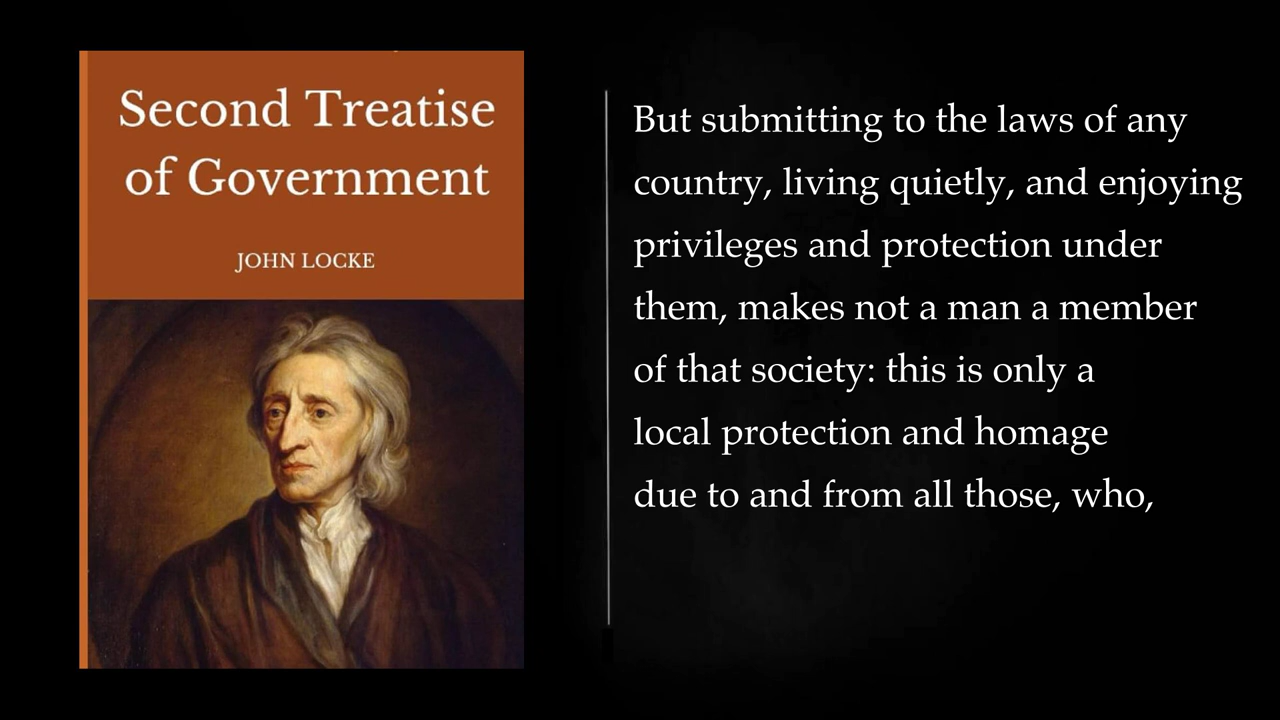 Second Treatise
of Government
JOHN LOCKE
But submitting to the laws of any
country, living quietly, and enjoying
privileges and protection under
them, makes not a man a member
of that society: this is only a
local protection and homage
due to and from all those, who,